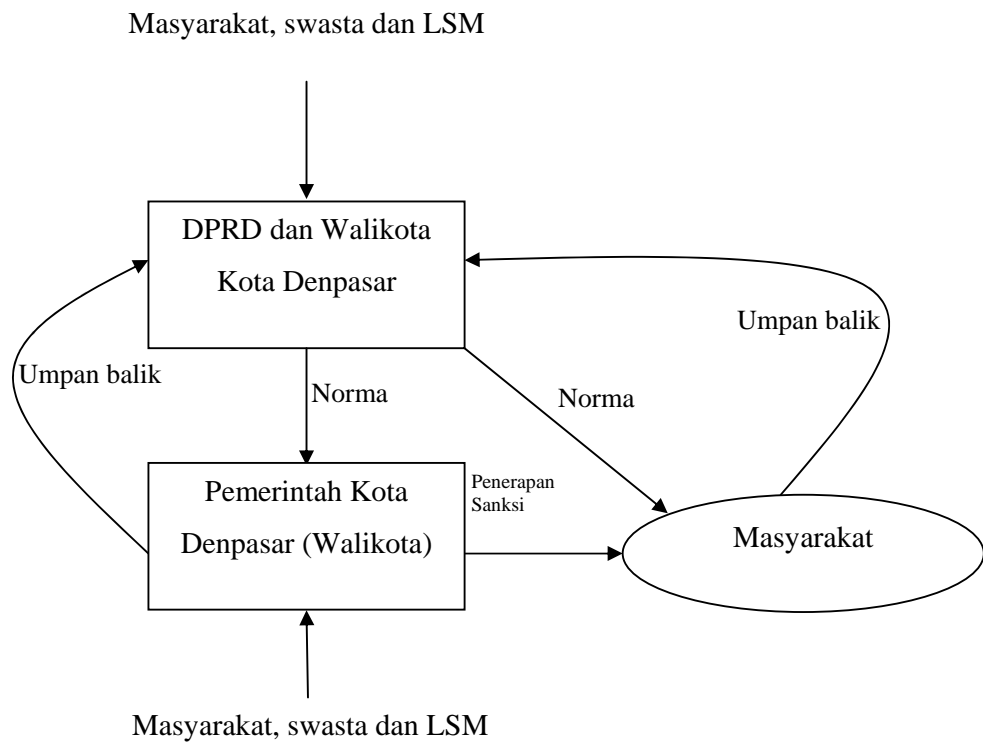 Masyarakat, swasta dan LSM
DPRD dan Walikota
Kota Denpasar
Umpan balik
Umpan balik
Norma
Norma
Penerapan
Sanksi
Pemerintah Kota
Denpasar (Walikota)
Masyarakat
Masyarakat, swasta dan LSM